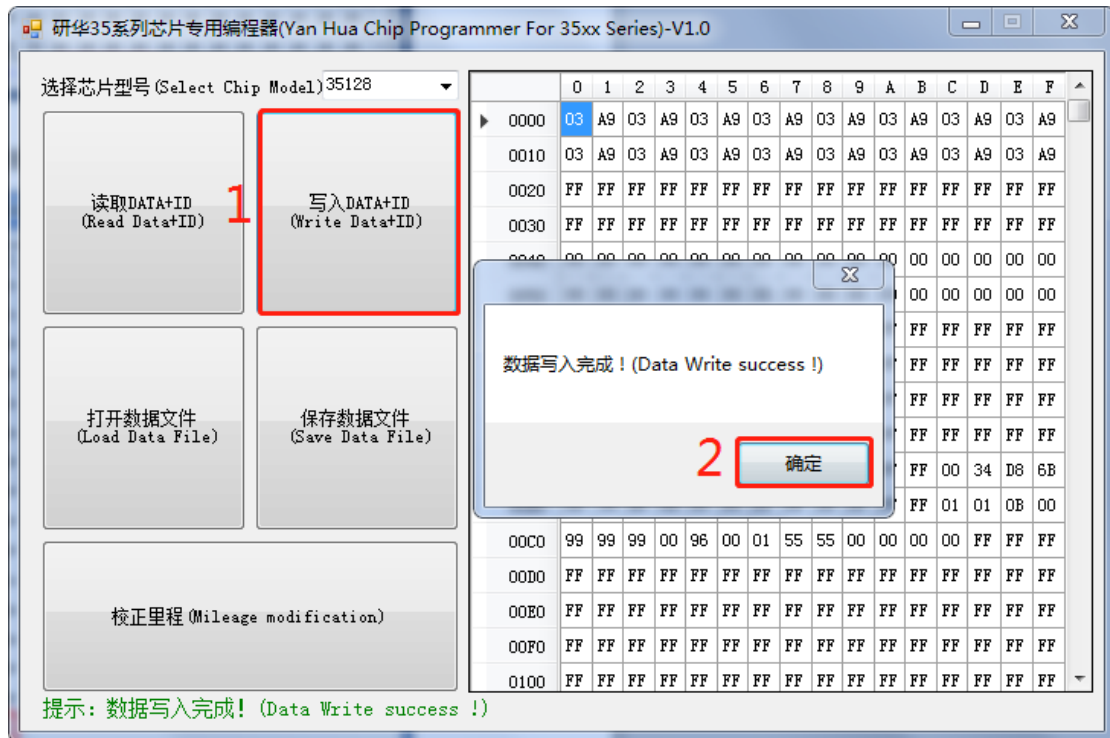 研华35系列芯片专用编程器(Yan Hua Chip Programmer For 35xx Series)-V1.0
选择芯片型号(Select Chip Model) 35128
读取DATA+ID
(Read Data+ID)
1
写入DATA+ID
(Write Data+ID)
打开数据文件
(Load Data File)
保存数据文件
(Save Data File)
校正里程(Mileage modification)
0 1 2 3 4 5 6 7 8 9 A B C D E F
0000 03 A9 03 A9 03 A9 03 A9 03 A9 03 A9 03 A9 03 A9
0010 03 A9 03 A9 03 A9 03 A9 03 A9 03 A9 03 A9 03 A9
0020 FF FF FF FF FF FF FF FF FF FF FF FF FF FF FF FF
0030 FF FF FF FF FF FF FF FF FF FF FF FF FF FF FF FF
00 00 00 00 00
00 00 00 00 00
FF FF FF FF FF
FF FF FF FF FF
FF FF FF FF FF
FF FF FF FF FF
FF 00 34 D8 6B
FF 01 01 0B 00
00C0 99 99 99 00 96 00 01 55 55 00 00 00 00 FF FF FF
00D0 FF FF FF FF FF FF FF FF FF FF FF FF FF FF FF FF
00E0 FF FF FF FF FF FF FF FF FF FF FF FF FF FF FF FF
00F0 FF FF FF FF FF FF FF FF FF FF FF FF FF FF FF FF
0100 FF FF FF FF FF FF FF FF FF FF FF FF FF FF FF FF
数据写入完成！(Data Write success !)
2
确定
提示: 数据写入完成! (Data Write success !)